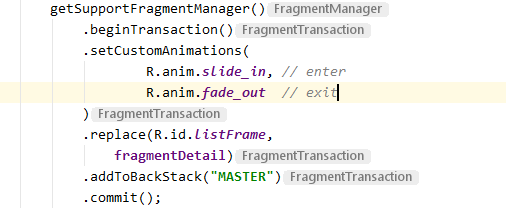 getSupportFragmentManager() FragmentManager
.beginTransaction() FragmentTransaction
.setCustomAnimations(
R.anim.slide_in, // enter
R.anim.fade_out // exit
) FragmentTransaction
.replace(R.id.listFrame,
fragmentDetail) FragmentTransaction
.addToBackStack("MASTER") FragmentTransaction
.commit();